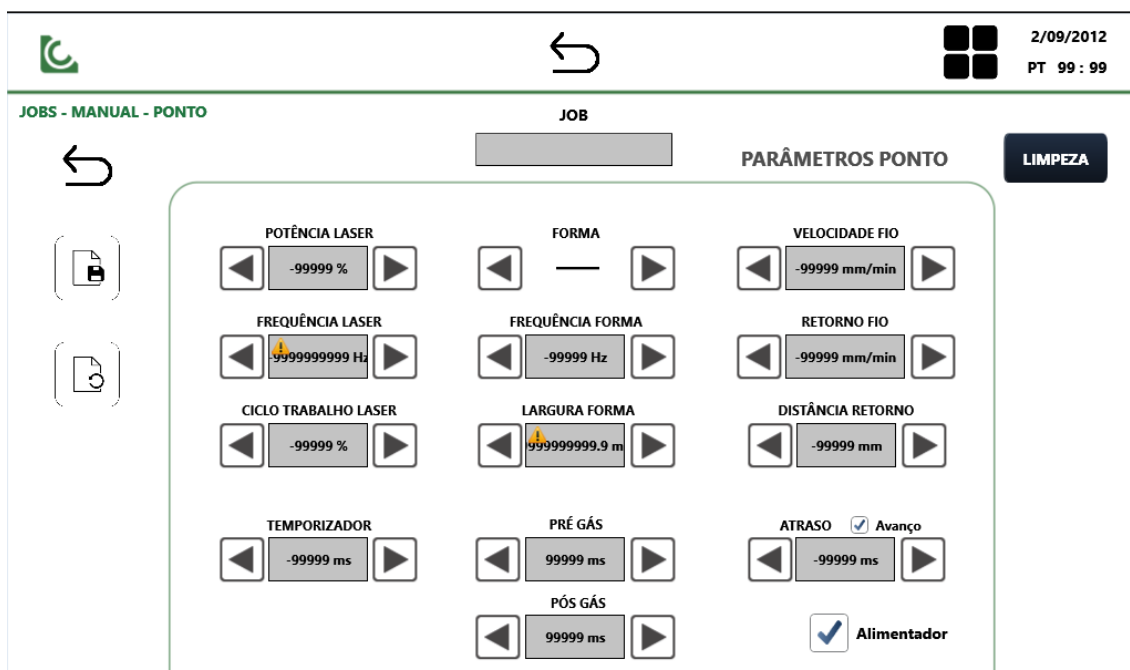 2/09/2012
PT 99 : 99
JOBS - MANUAL - PONTO
JOB
PARÂMETROS PONTO
LIMPEZA
POTÊNCIA LASER
FORMA
VELOCIDADE FIO
-99999 %
-99999 mm/min
FREQUÊNCIA LASER
FREQUÊNCIA FORMA
RETORNO FIO
-9999999999 Hz
-99999 Hz
-99999 mm/min
CICLO TRABALHO LASER
LARGURA FORMA
DISTÂNCIA RETORNO
-99999 %
999999999.9 m
-99999 mm
TEMPORIZADOR
PRÉ GÁS
ATRASO
Avanço
-99999 ms
99999 ms
-99999 ms
PÓS GÁS
99999 ms
Alimentador